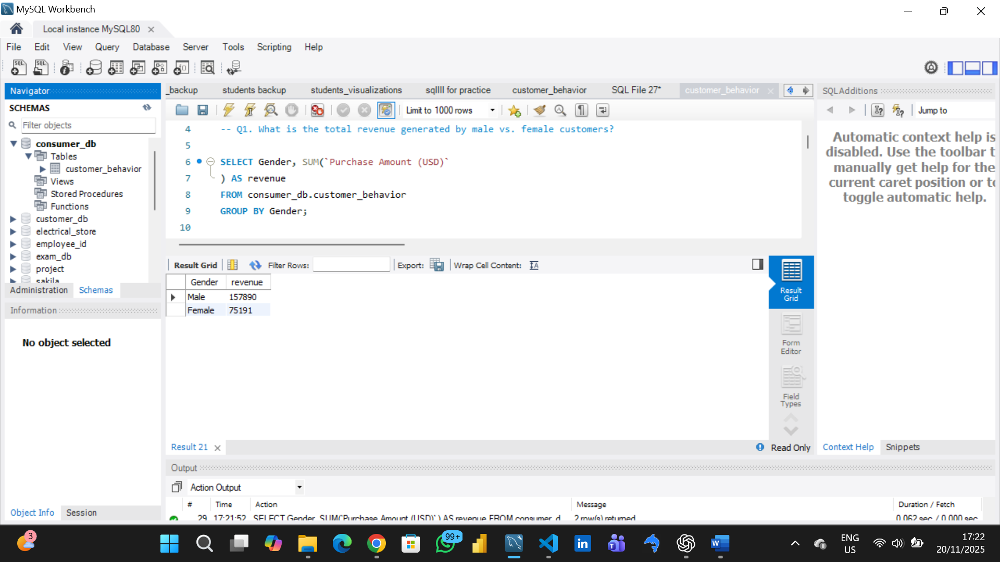 MySQL Workbench
Local instance MySQL80
File Edit View Query Database Server Tools Scripting Help
Navigator
SCHEMAS
Filter objects
consumer_db
Tables
customer_behavior
Views
Stored Procedures
Functions
customer_db
electrical_store
employee_id
exam_db
project
sakila
Administration Schemas
Information
No object selected
Object Info Session
_backup students backup students_visualizations sqllll for practice customer_behavior SQL File 27* customer_behavior
Limit to 1000 rows
4 -- Q1. What is the total revenue generated by male vs. female customers?
5
6 SELECT Gender, SUM(`Purchase Amount (USD)`
7 ) AS revenue
8 FROM consumer_db.customer_behavior
9 GROUP BY Gender;
10
Result Grid Filter Rows: Export: Wrap Cell Content:
Gender revenue
Male 157890
Female 75191
Result Grid
Form Editor
Field Types
Result 21
Read Only
SQLAdditions
Jump to
Automatic context help is
disabled. Use the toolbar t
manually get help for the
current caret position or to
toggle automatic help.
Context Help Snippets
Output
Action Output
# Time Action Message Duration / Fetch
29 17:21:52 SELECT Gender, SUM(`Purchase Amount (USD)` ) AS revenue FROM consumer_d 2 row(s) returned 0.062 sec / 0.000 sec
3
99+
ENG
US
17:22
20/11/2025